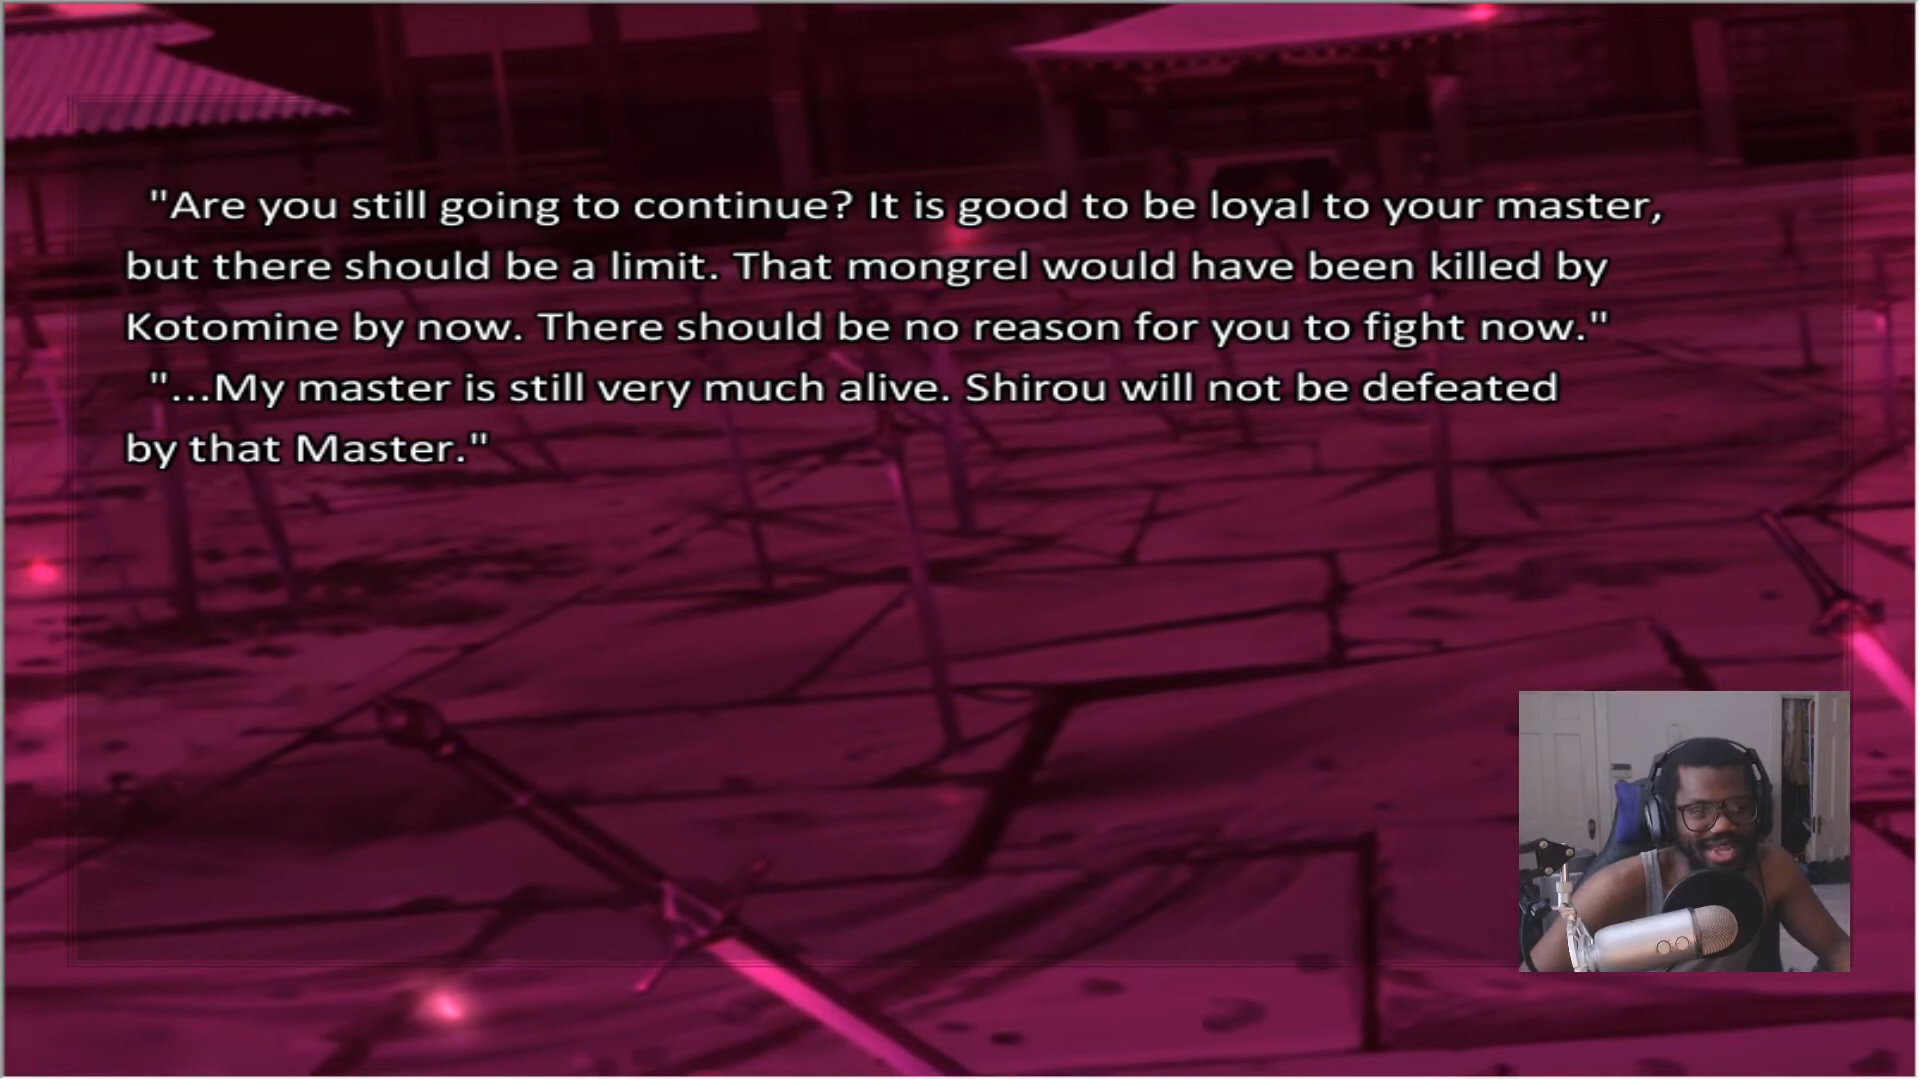 "Are you still going to continue? It is good to be loyal to your master,
but there should be a limit. That mongrel would have been killed by
Kotomine by now. There should be no reason for you to fight now."
"...My master is still very much alive. Shirou will not be defeated
by that Master."